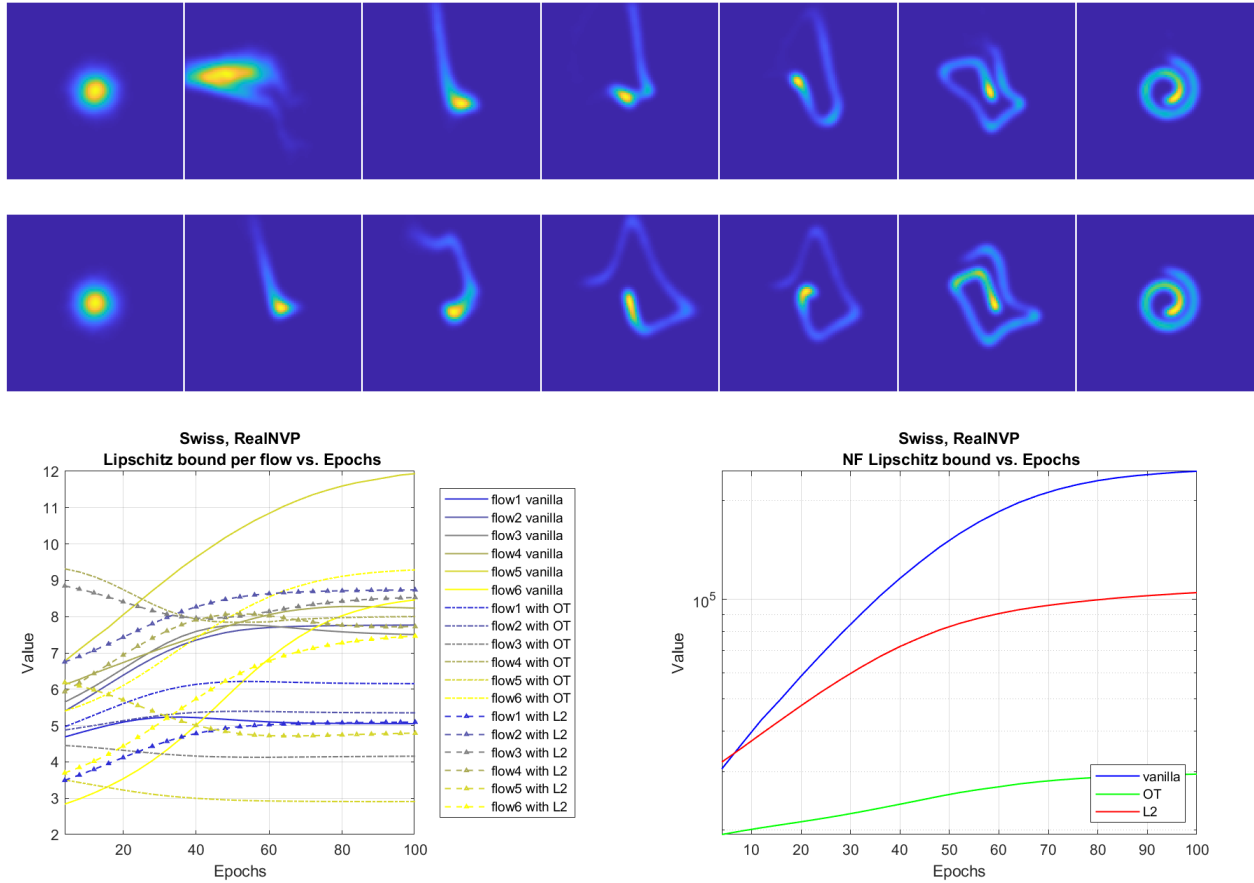 Swiss, RealNVP
Lipschitz bound per flow vs. Epochs
12
11
10
9
8
7
6
5
4
3
2
Value
20
40
60
80
100
Epochs
flow1 vanilla
flow2 vanilla
flow3 vanilla
flow4 vanilla
flow5 vanilla
flow6 vanilla
flow1 with OT
flow2 with OT
flow3 with OT
flow4 with OT
flow5 with OT
flow6 with OT
flow1 with L2
flow2 with L2
flow3 with L2
flow4 with L2
flow5 with L2
flow6 with L2
Swiss, RealNVP
NF Lipschitz bound vs. Epochs
10⁵
Value
10
20
30
40
50
60
70
80
90
100
Epochs
vanilla
OT
L2